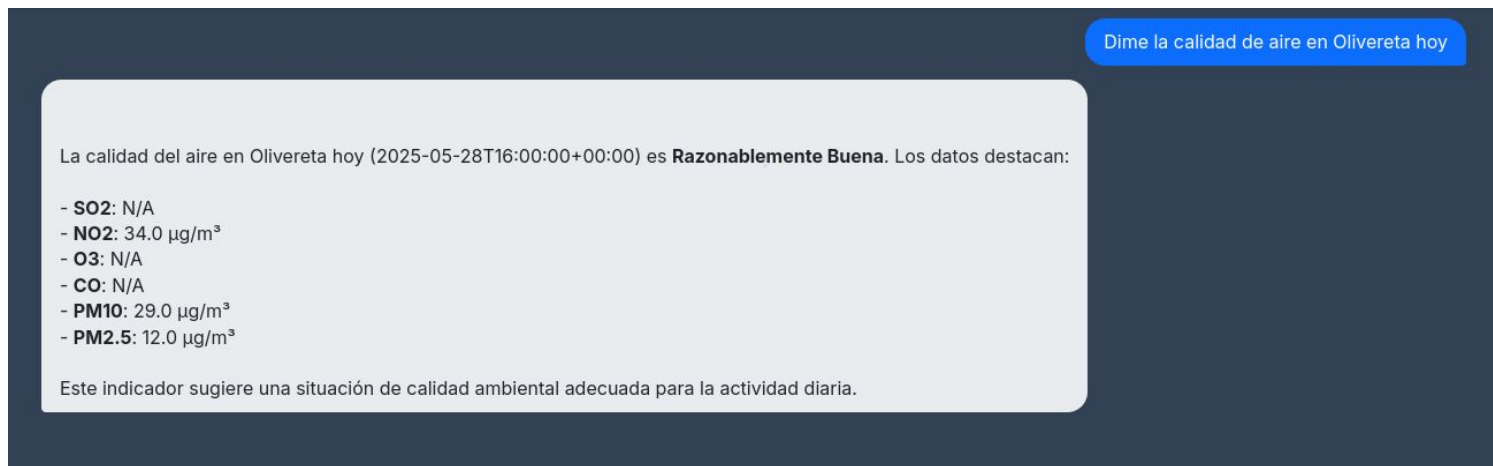 Dime la calidad de aire en Olivereta hoy
La calidad del aire en Olivereta hoy (2025-05-28T16:00:00+00:00) es Razonablemente Buena. Los datos destacan:
- SO2: N/A
- NO2: 34.0 µg/m³
- O3: N/A
- CO: N/A
- PM10: 29.0 µg/m³
- PM2.5: 12.0 µg/m³
Este indicador sugiere una situación de calidad ambiental adecuada para la actividad diaria.